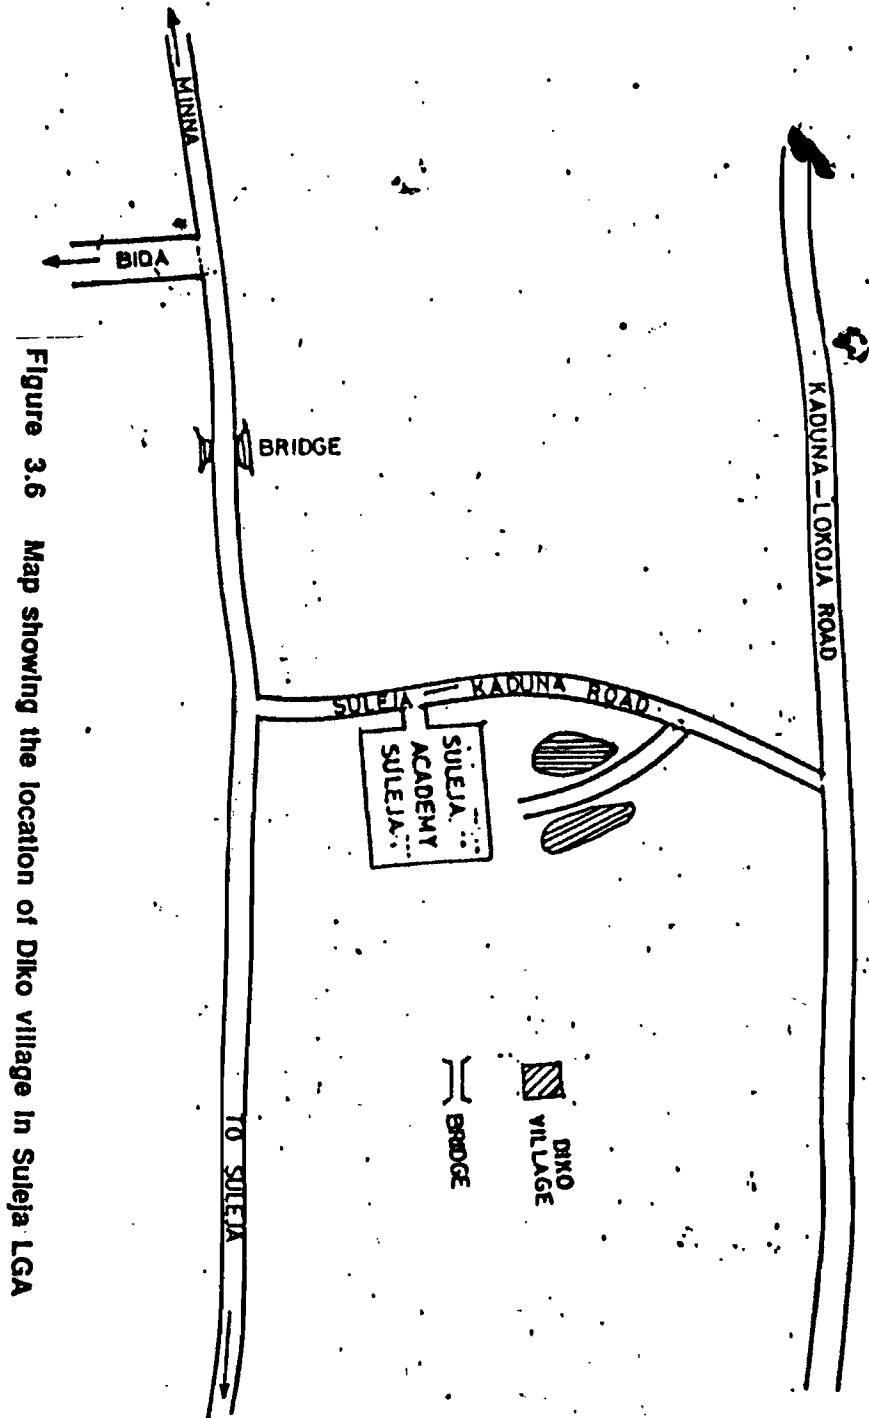 MINNA
BIDA
BRIDGE
KADUNA—LOKOJA ROAD
SULEJA — KADUNA ROAD
SULEJA
ACADEMY
SULEJA
DIKO
VILLAGE
BRIDGE
TO SULEJA
Figure 3.6 Map showing the location of Diko village in Suleja LGA